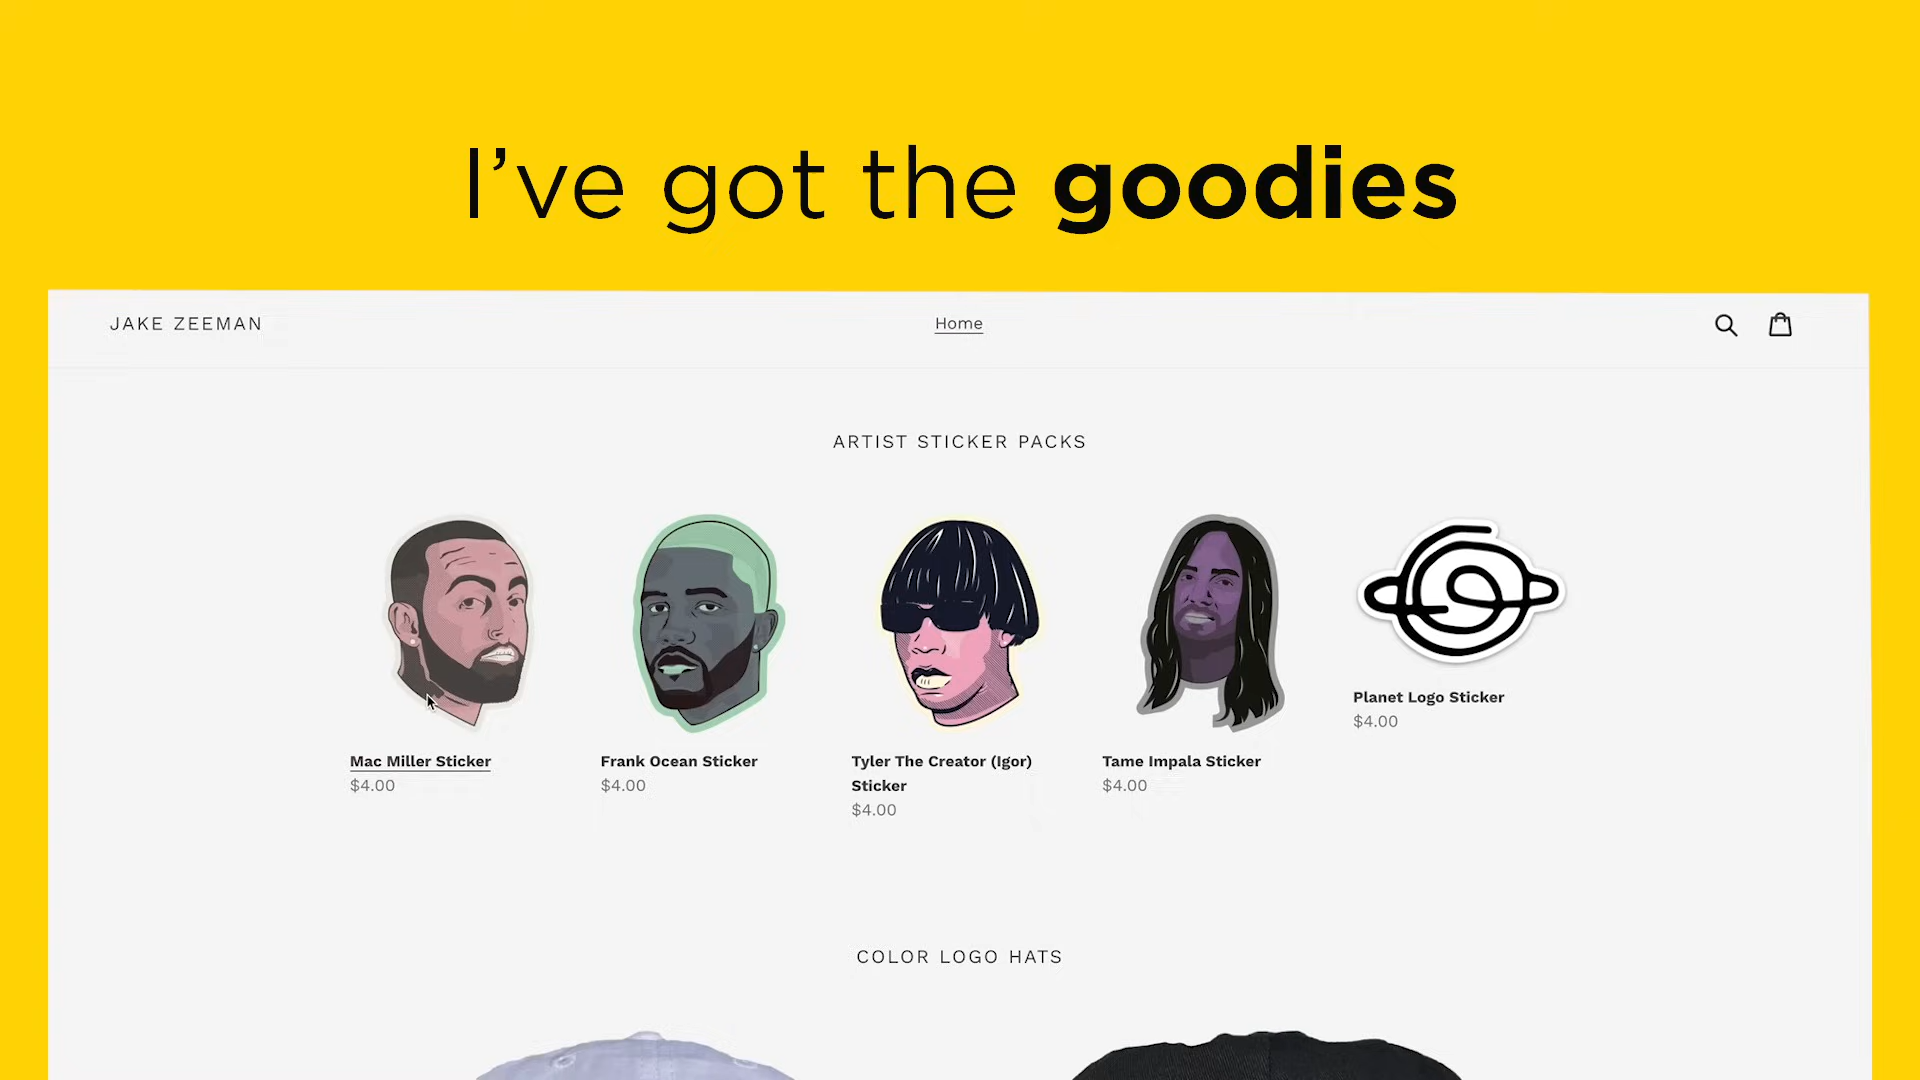 I've got the goodies
JAKE ZEEMAN
Home
ARTIST STICKER PACKS
Mac Miller Sticker
$4.00
Frank Ocean Sticker
$4.00
Tyler The Creator (Igor)
Sticker
$4.00
Tame Impala Sticker
$4.00
Planet Logo Sticker
$4.00
COLOR LOGO HATS